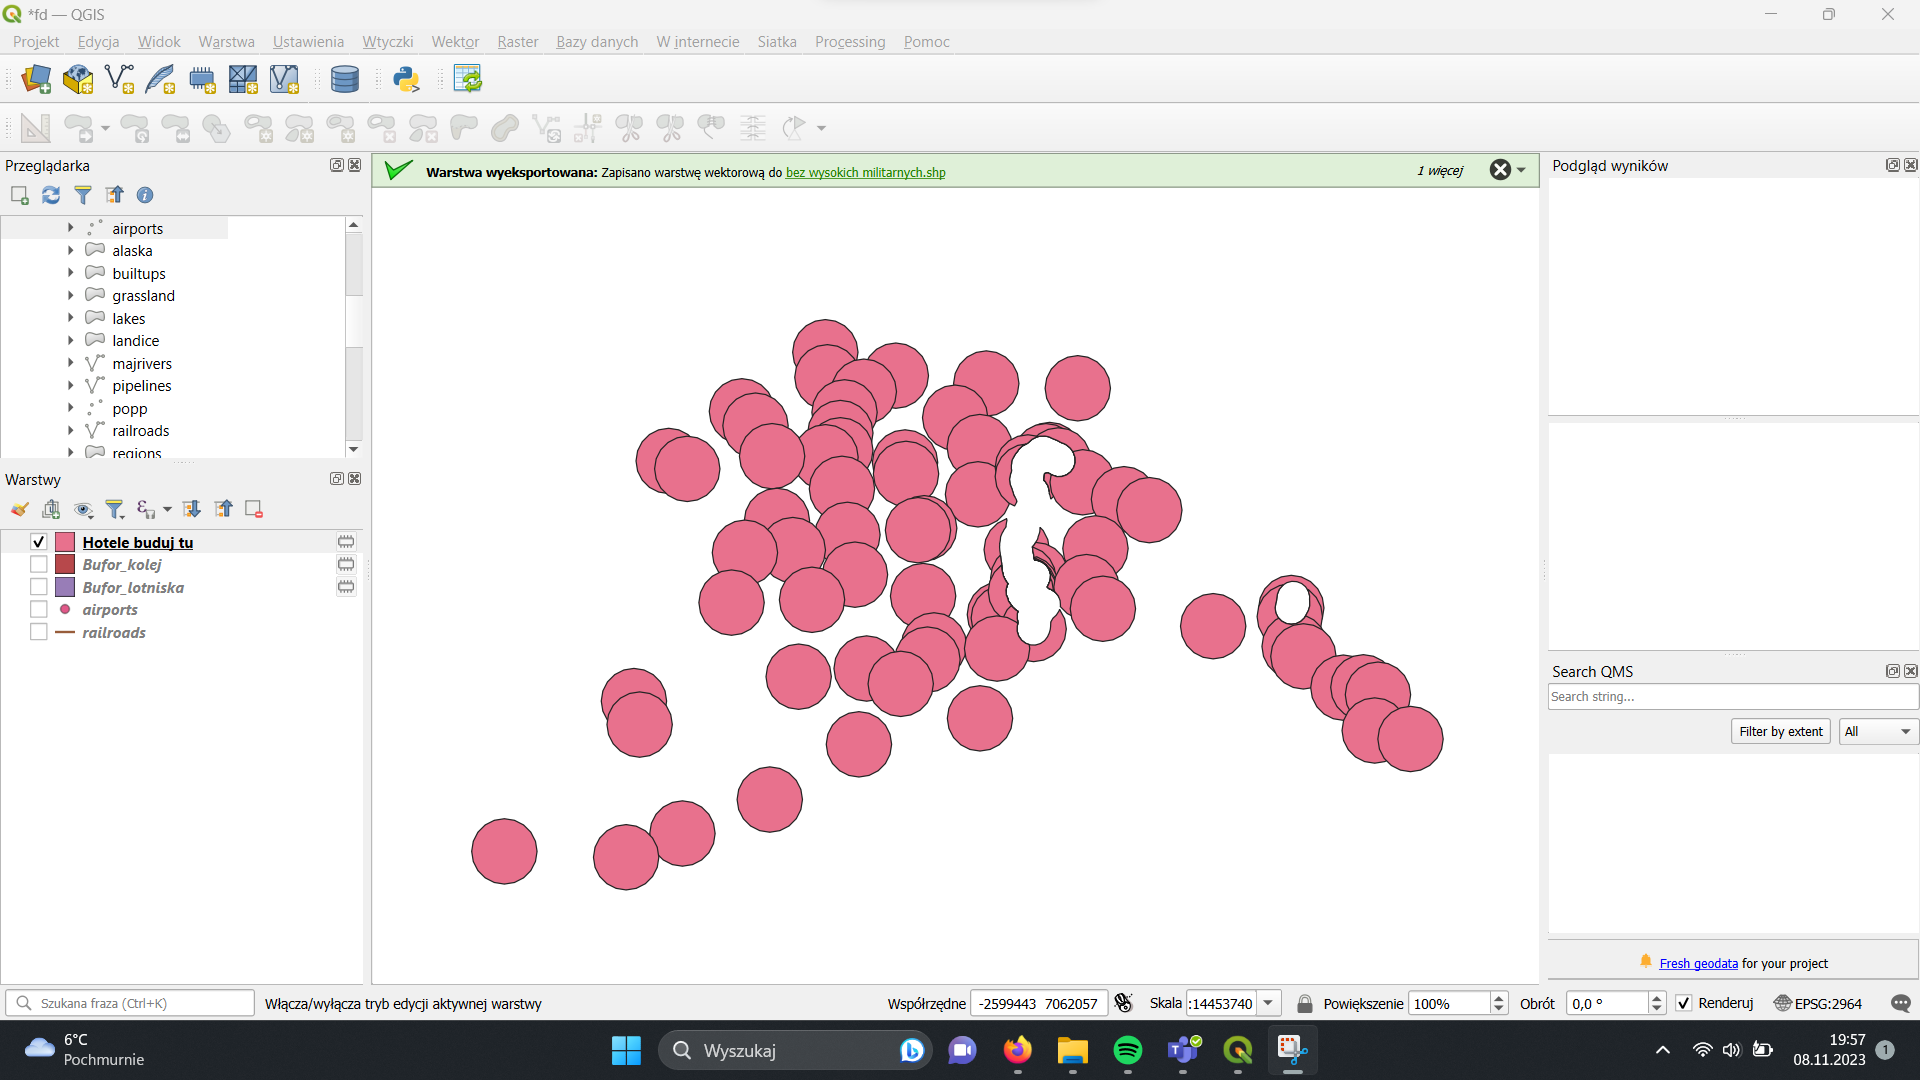 *fd — QGIS
Projekt Edycja Widok Warstwa Ustawienia Wtyczki Wektor Raster Bazy danych W internecie Siatka Processing Pomoc
Przeglądarka
airports
alaska
builtups
grassland
lakes
landice
majrivers
pipelines
popp
railroads
regions
Warstwy
Hotele buduj tu
Bufor_kolej
Bufor_lotniska
airports
railroads
Warstwa wyeksportowana: Zapisano warstwę wektorową do bez wysokich militarnych.shp
1 więcej
Podgląd wyników
Search QMS
Search string...
Filter by extent
All
Fresh geodata for your project
Szukana fraza (Ctrl+K)
Włącza/wyłącza tryb edycji aktywnej warstwy
Współrzędne -2599443 7062057
Skala :14453740
Powiększenie 100%
Obrót 0,0 °
Renderuj
EPSG:2964
6°C
Pochmurnie
Wyszukaj
19:57
08.11.2023
1